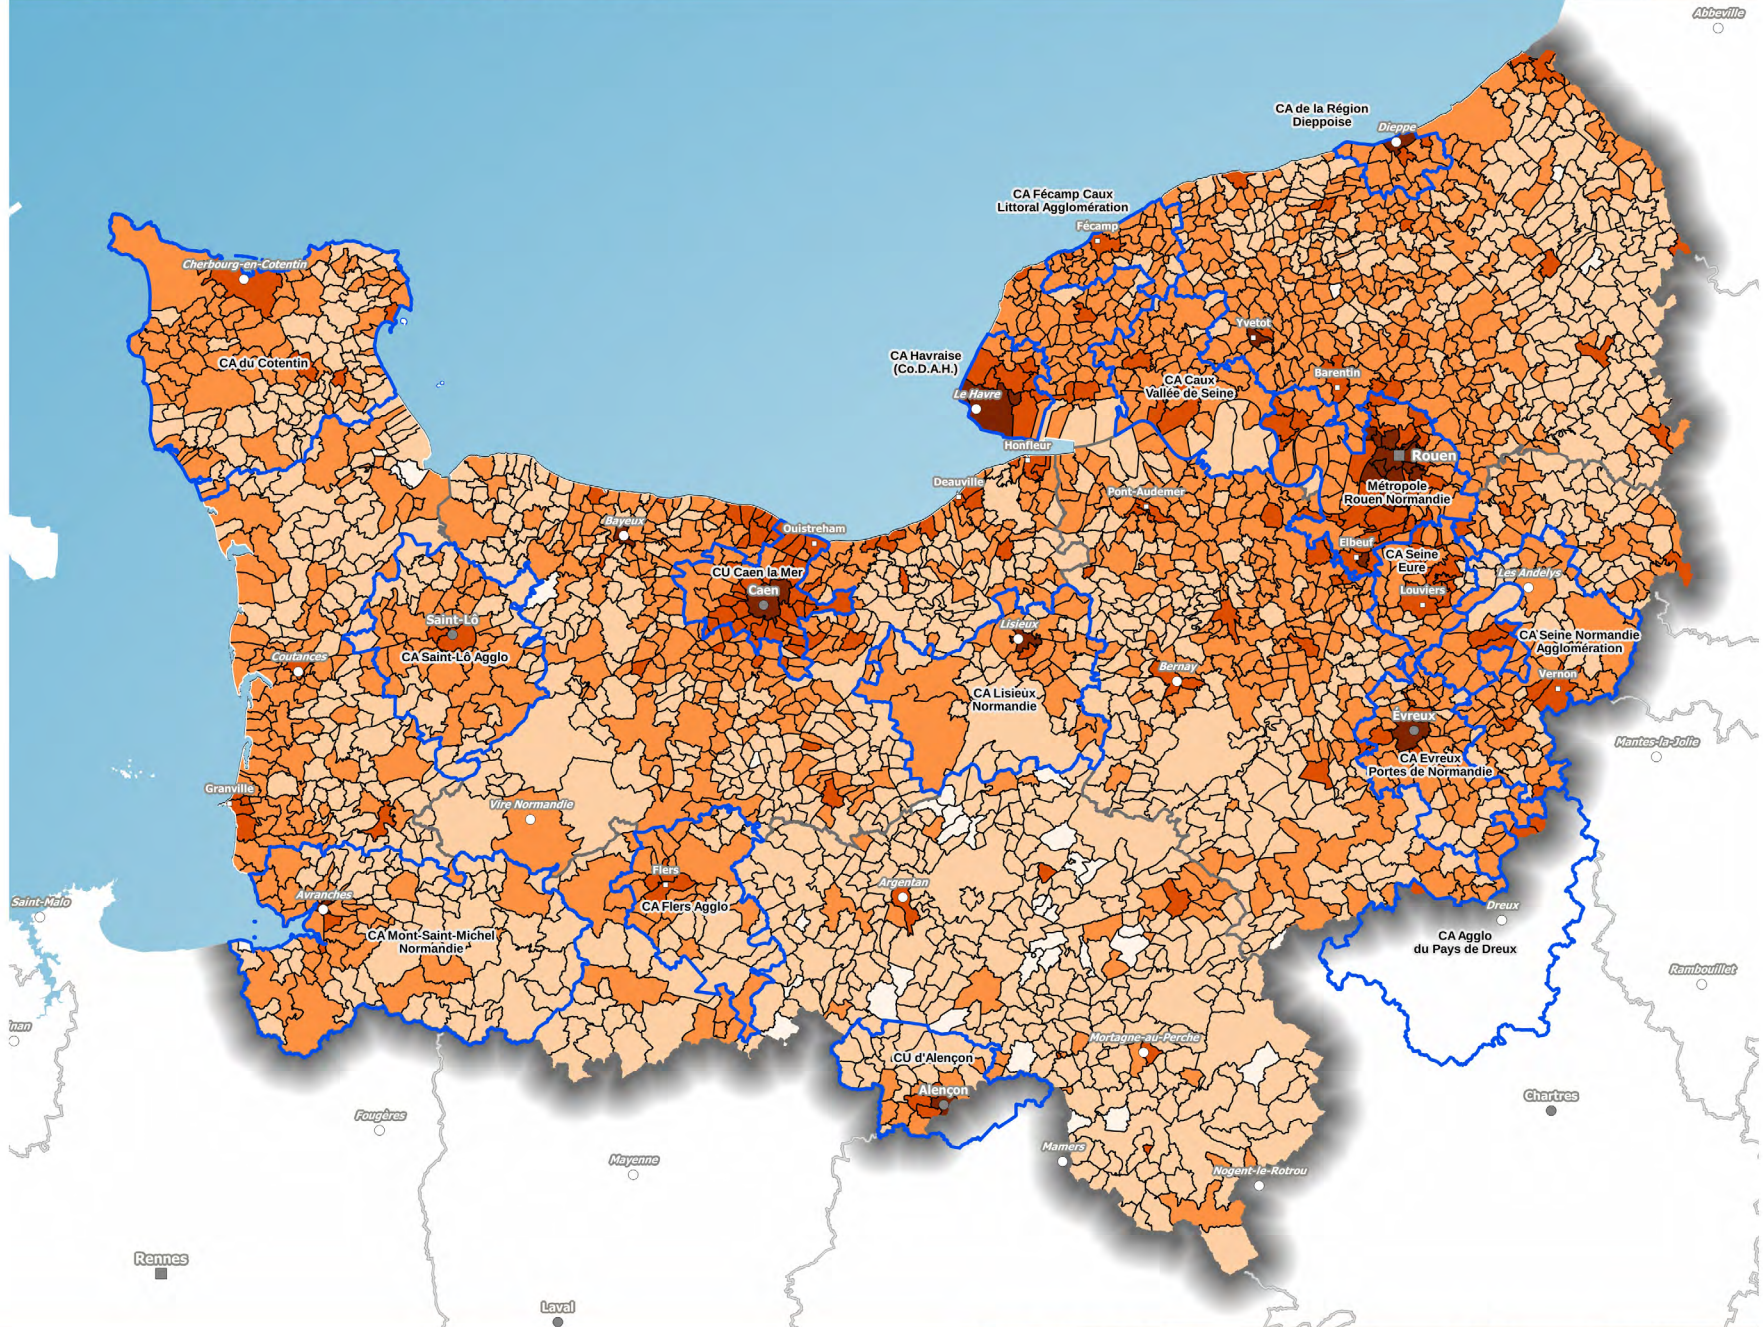 Abbeville
CA de la Région
Dieppoise
Dieppe
CA Fécamp Caux
Littoral Agglomération
Fécamp
Cherbourg-en-Cotentin
Yvetot
CA du Cotentin
CA Havraise
(Co.D.A.H.)
Barentin
CA Caux
Vallée de Seine
Le Havre
Honfleur
Rouen
Deauville
Pont-Audemer
Métropole
Rouen Normandie
Bayeux
Ouistreham
Elbeuf
CA Seine
Eure
CU Caen la Mer
Caen
Les Andelys
Louviers
Saint-Lô
Lisieux
CA Seine Normandie
Agglomération
Coutances
CA Saint-Lô Agglo
Bernay
Vernon
CA Lisieux
Normandie
Évreux
Mantes-la-Jolie
CA Evreux
Portes de Normandie
Granville
Vire Normandie
Flers
Argentan
Avranches
Saint-Malo
CA Flers Agglo
Dreux
CA Mont-Saint-Michel
Normandie
CA Agglo
du Pays de Dreux
Rambouillet
inan
Mortagne-au-Perche
CU d'Alençon
Alençon
Chartres
Fougères
Mamers
Mayenne
Nogent-le-Rotrou
Rennes
Laval